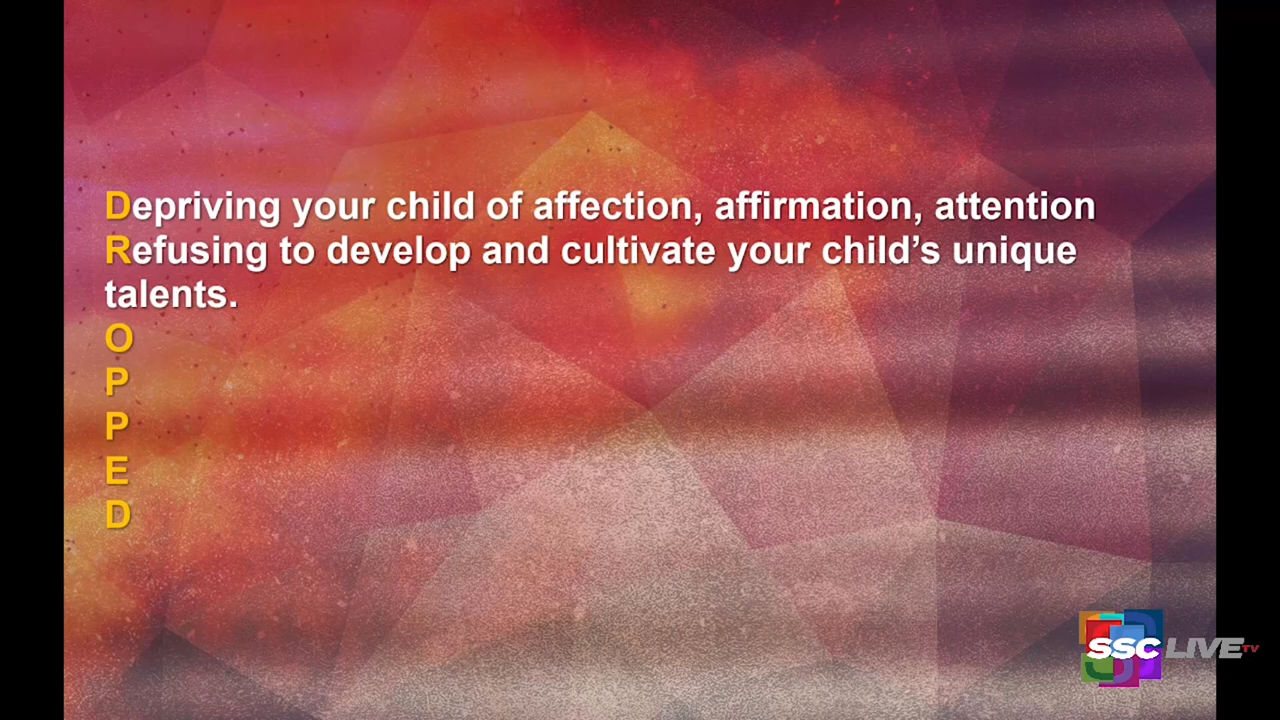 Depriving your child of affection, affirmation, attention
Refusing to develop and cultivate your child’s unique
talents.
O
P
P
E
D
SSC LIVE TV